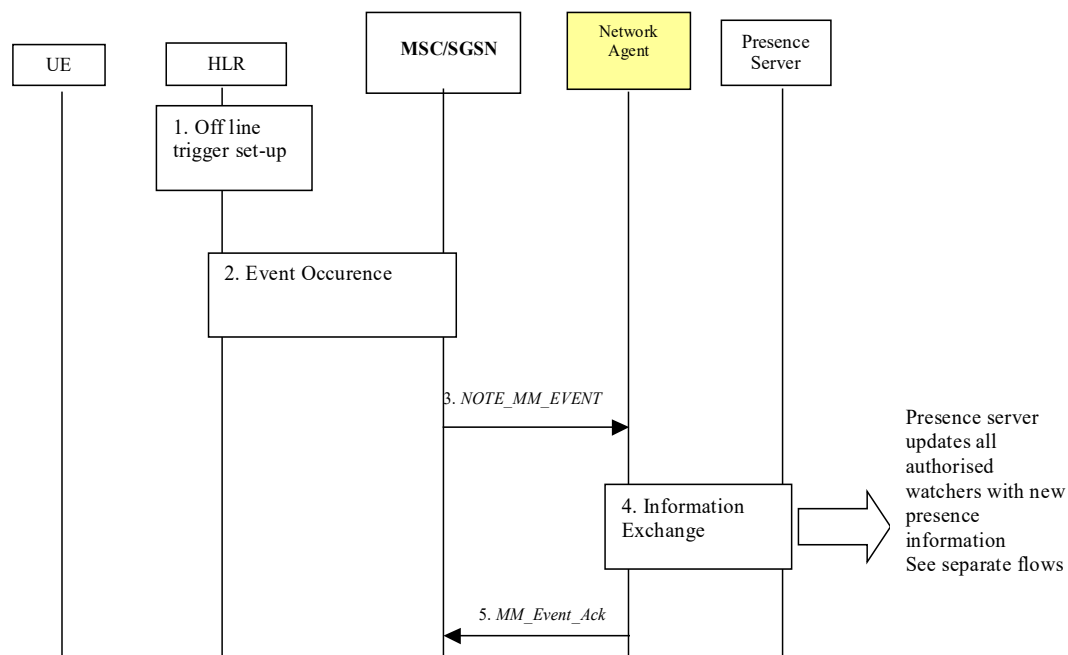 UE
HLR
MSC/SGSN
Network
Agent
Presence
Server
1. Off line
trigger set-up
2. Event Occurence
3. NOTE_MM_EVENT
4. Information
Exchange
Presence server
updates all
authorised
watchers with new
presence
information
See separate flows
5. MM_Event_Ack